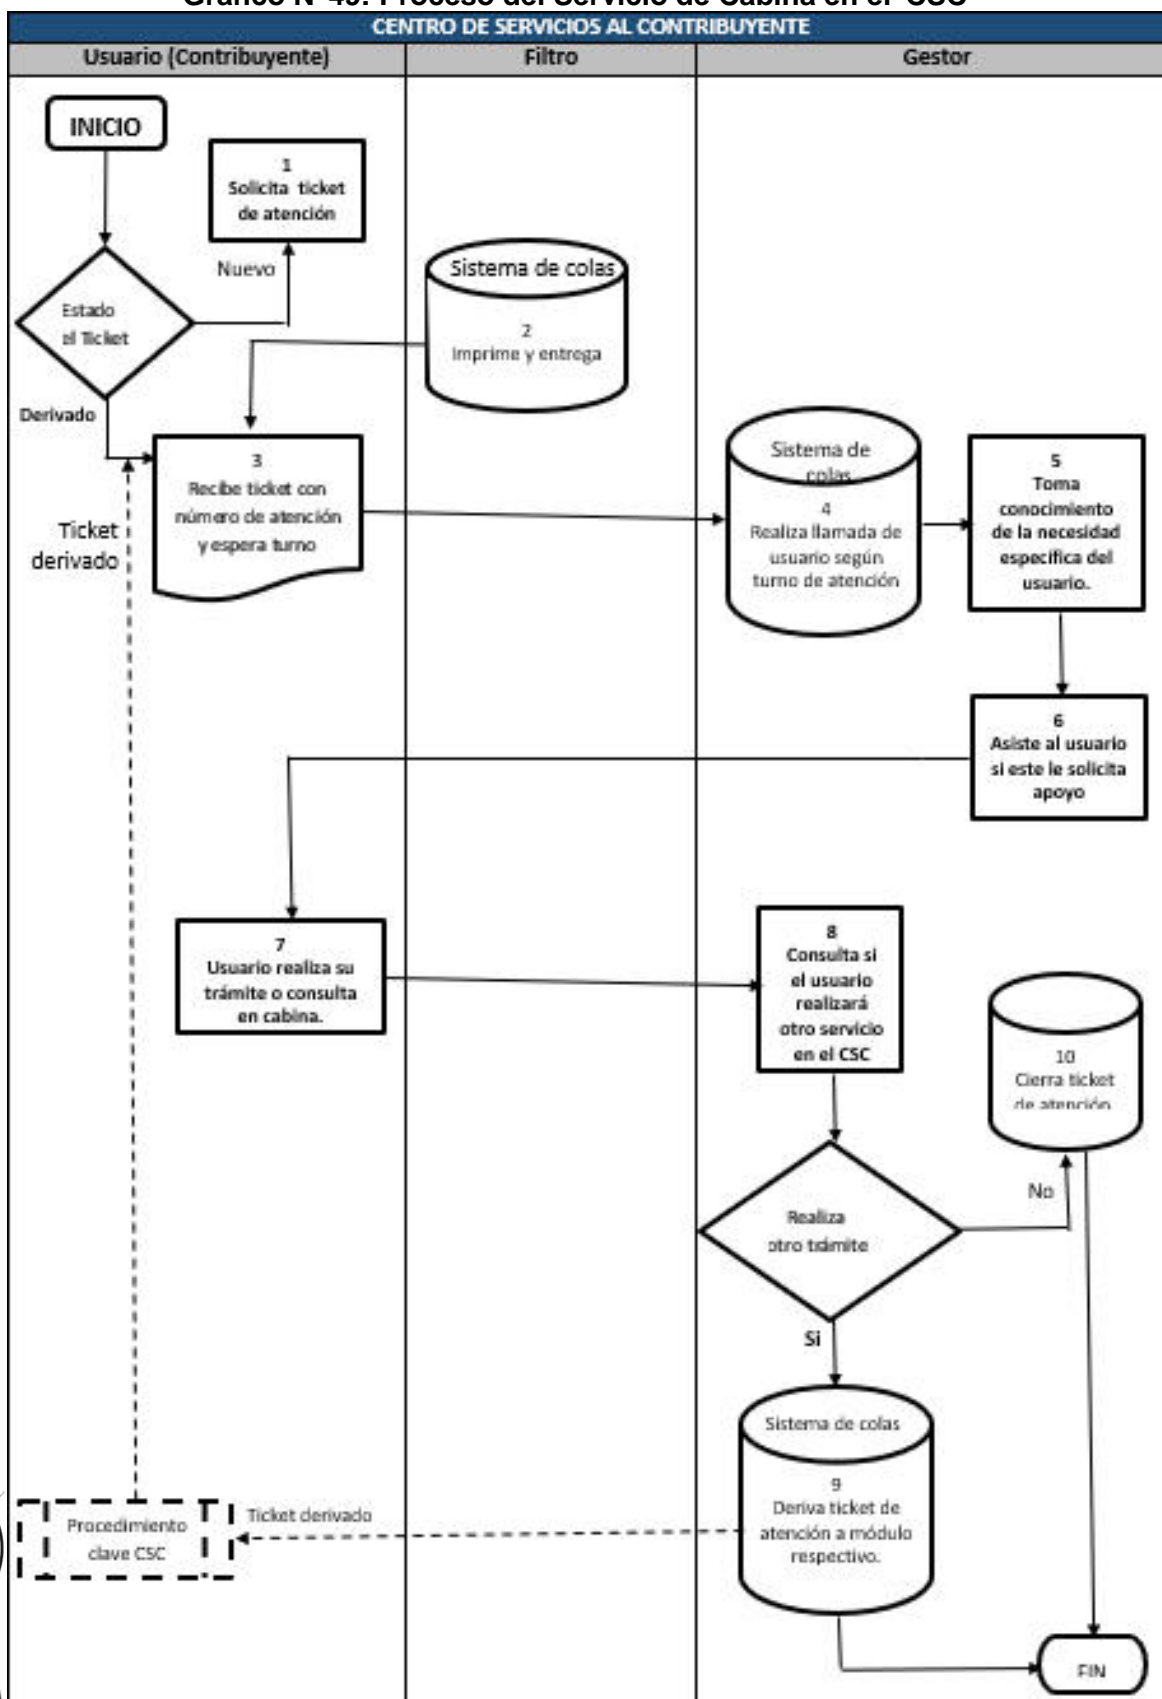 Gráfico N°49: Proceso del Servicio de Cabina en el CSC
CENTRO DE SERVICIOS AL CONTRIBUYENTE
Usuario (Contribuyente)
Filtro
Gestor
INICIO
1
Solicita ticket
de atención
Nuevo
Estado
el Ticket
Derivado
Sistema de colas
2
Imprime y entrega
3
Recibe ticket con
número de atención
y espera turno
Ticket
derivado
Sistema de
colas
4
Realiza llamada de
usuario según
turno de atención
5
Toma
conocimiento
de la necesidad
específica del
usuario.
6
Asiste al usuario
si este le solicita
apoyo
7
Usuario realiza su
trámite o consulta
en cabina.
8
Consulta si
el usuario
realizará
otro servicio
en el CSC
10
Cierra ticket
de atención
No
Realiza
otro trámite
Si
Sistema de colas
9
Deriva ticket de
atención a módulo
respectivo.
Ticket derivado
Procedimiento
clave CSC
FIN